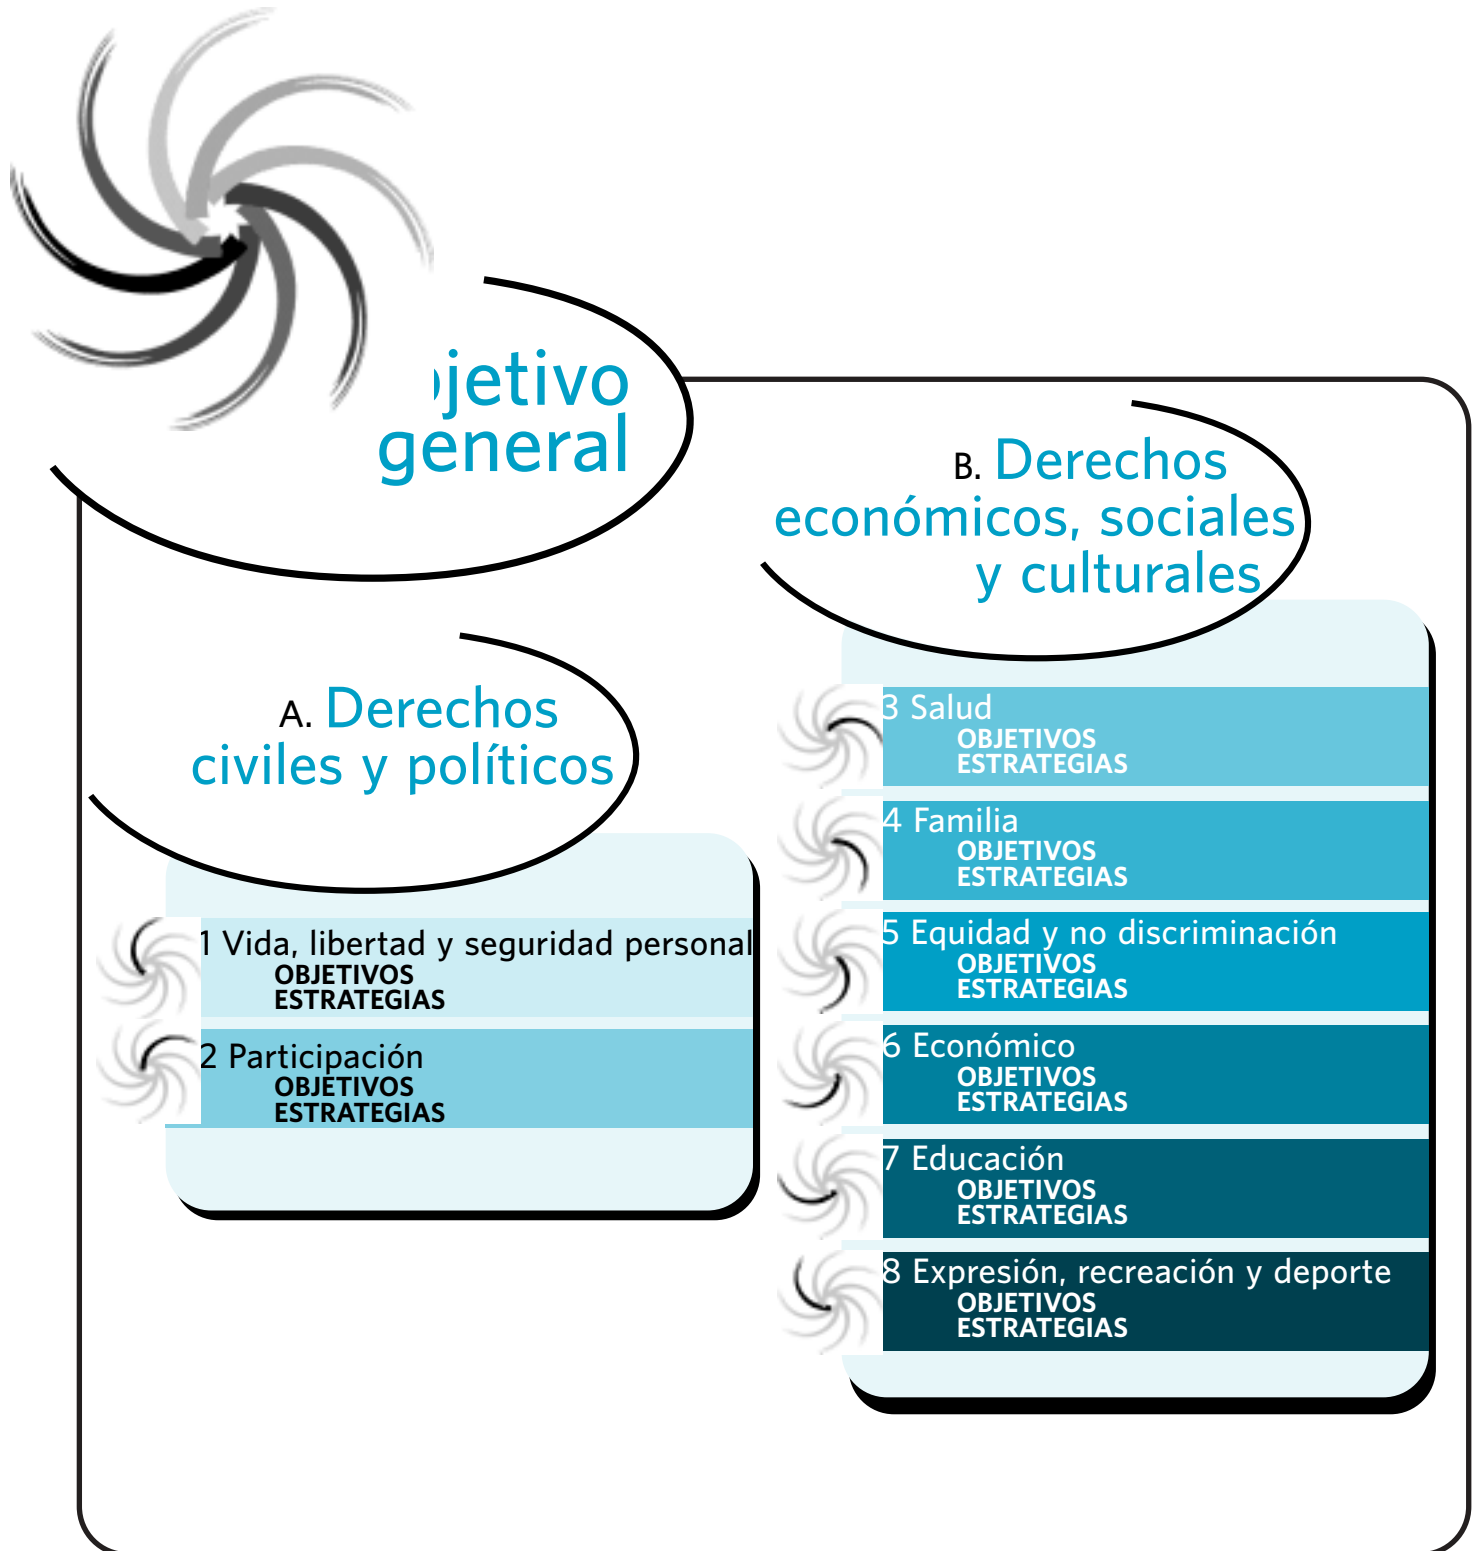 jetivo
general
A. Derechos
civiles y políticos
1 Vida, libertad y seguridad personal
OBJETIVOS
ESTRATEGIAS
2 Participación
OBJETIVOS
ESTRATEGIAS
B. Derechos
económicos, sociales
y culturales
3 Salud
OBJETIVOS
ESTRATEGIAS
4 Familia
OBJETIVOS
ESTRATEGIAS
5 Equidad y no discriminación
OBJETIVOS
ESTRATEGIAS
6 Económico
OBJETIVOS
ESTRATEGIAS
7 Educación
OBJETIVOS
ESTRATEGIAS
8 Expresión, recreación y deporte
OBJETIVOS
ESTRATEGIAS